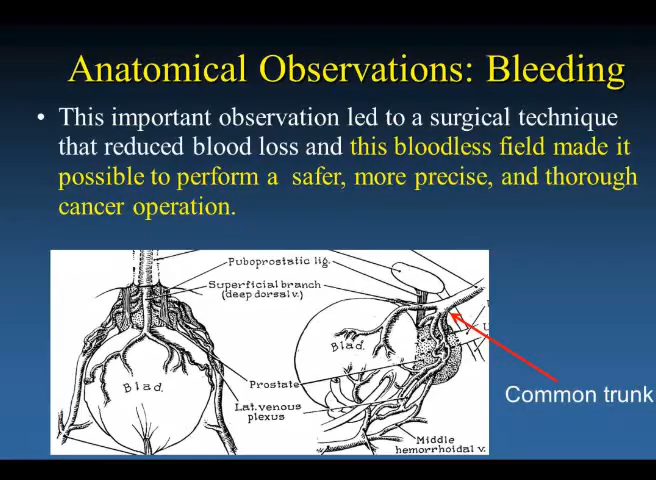 Anatomical Observations: Bleeding
• This important observation led to a surgical technique
that reduced blood loss and this bloodless field made it
possible to perform a safer, more precise, and thorough
cancer operation.
Puboprostatic lig.
Superficial branch
(deep dorsal v.)
Blad.
Blad.
Prostate
Lat. venous
plexus
Middle
hemorrhoidal v.
Common trunk